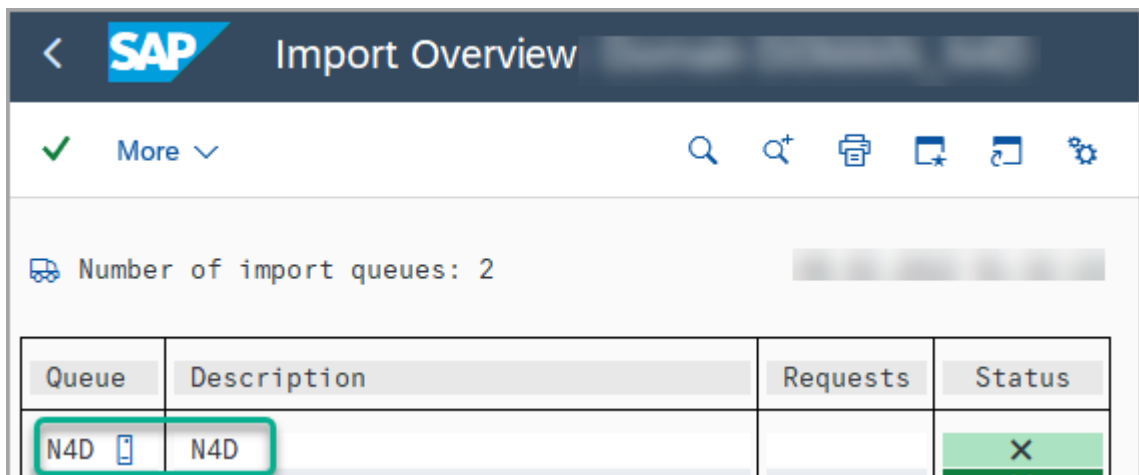 SAP Import Overview
More
Number of import queues: 2
Queue Description Requests Status
N4D N4D